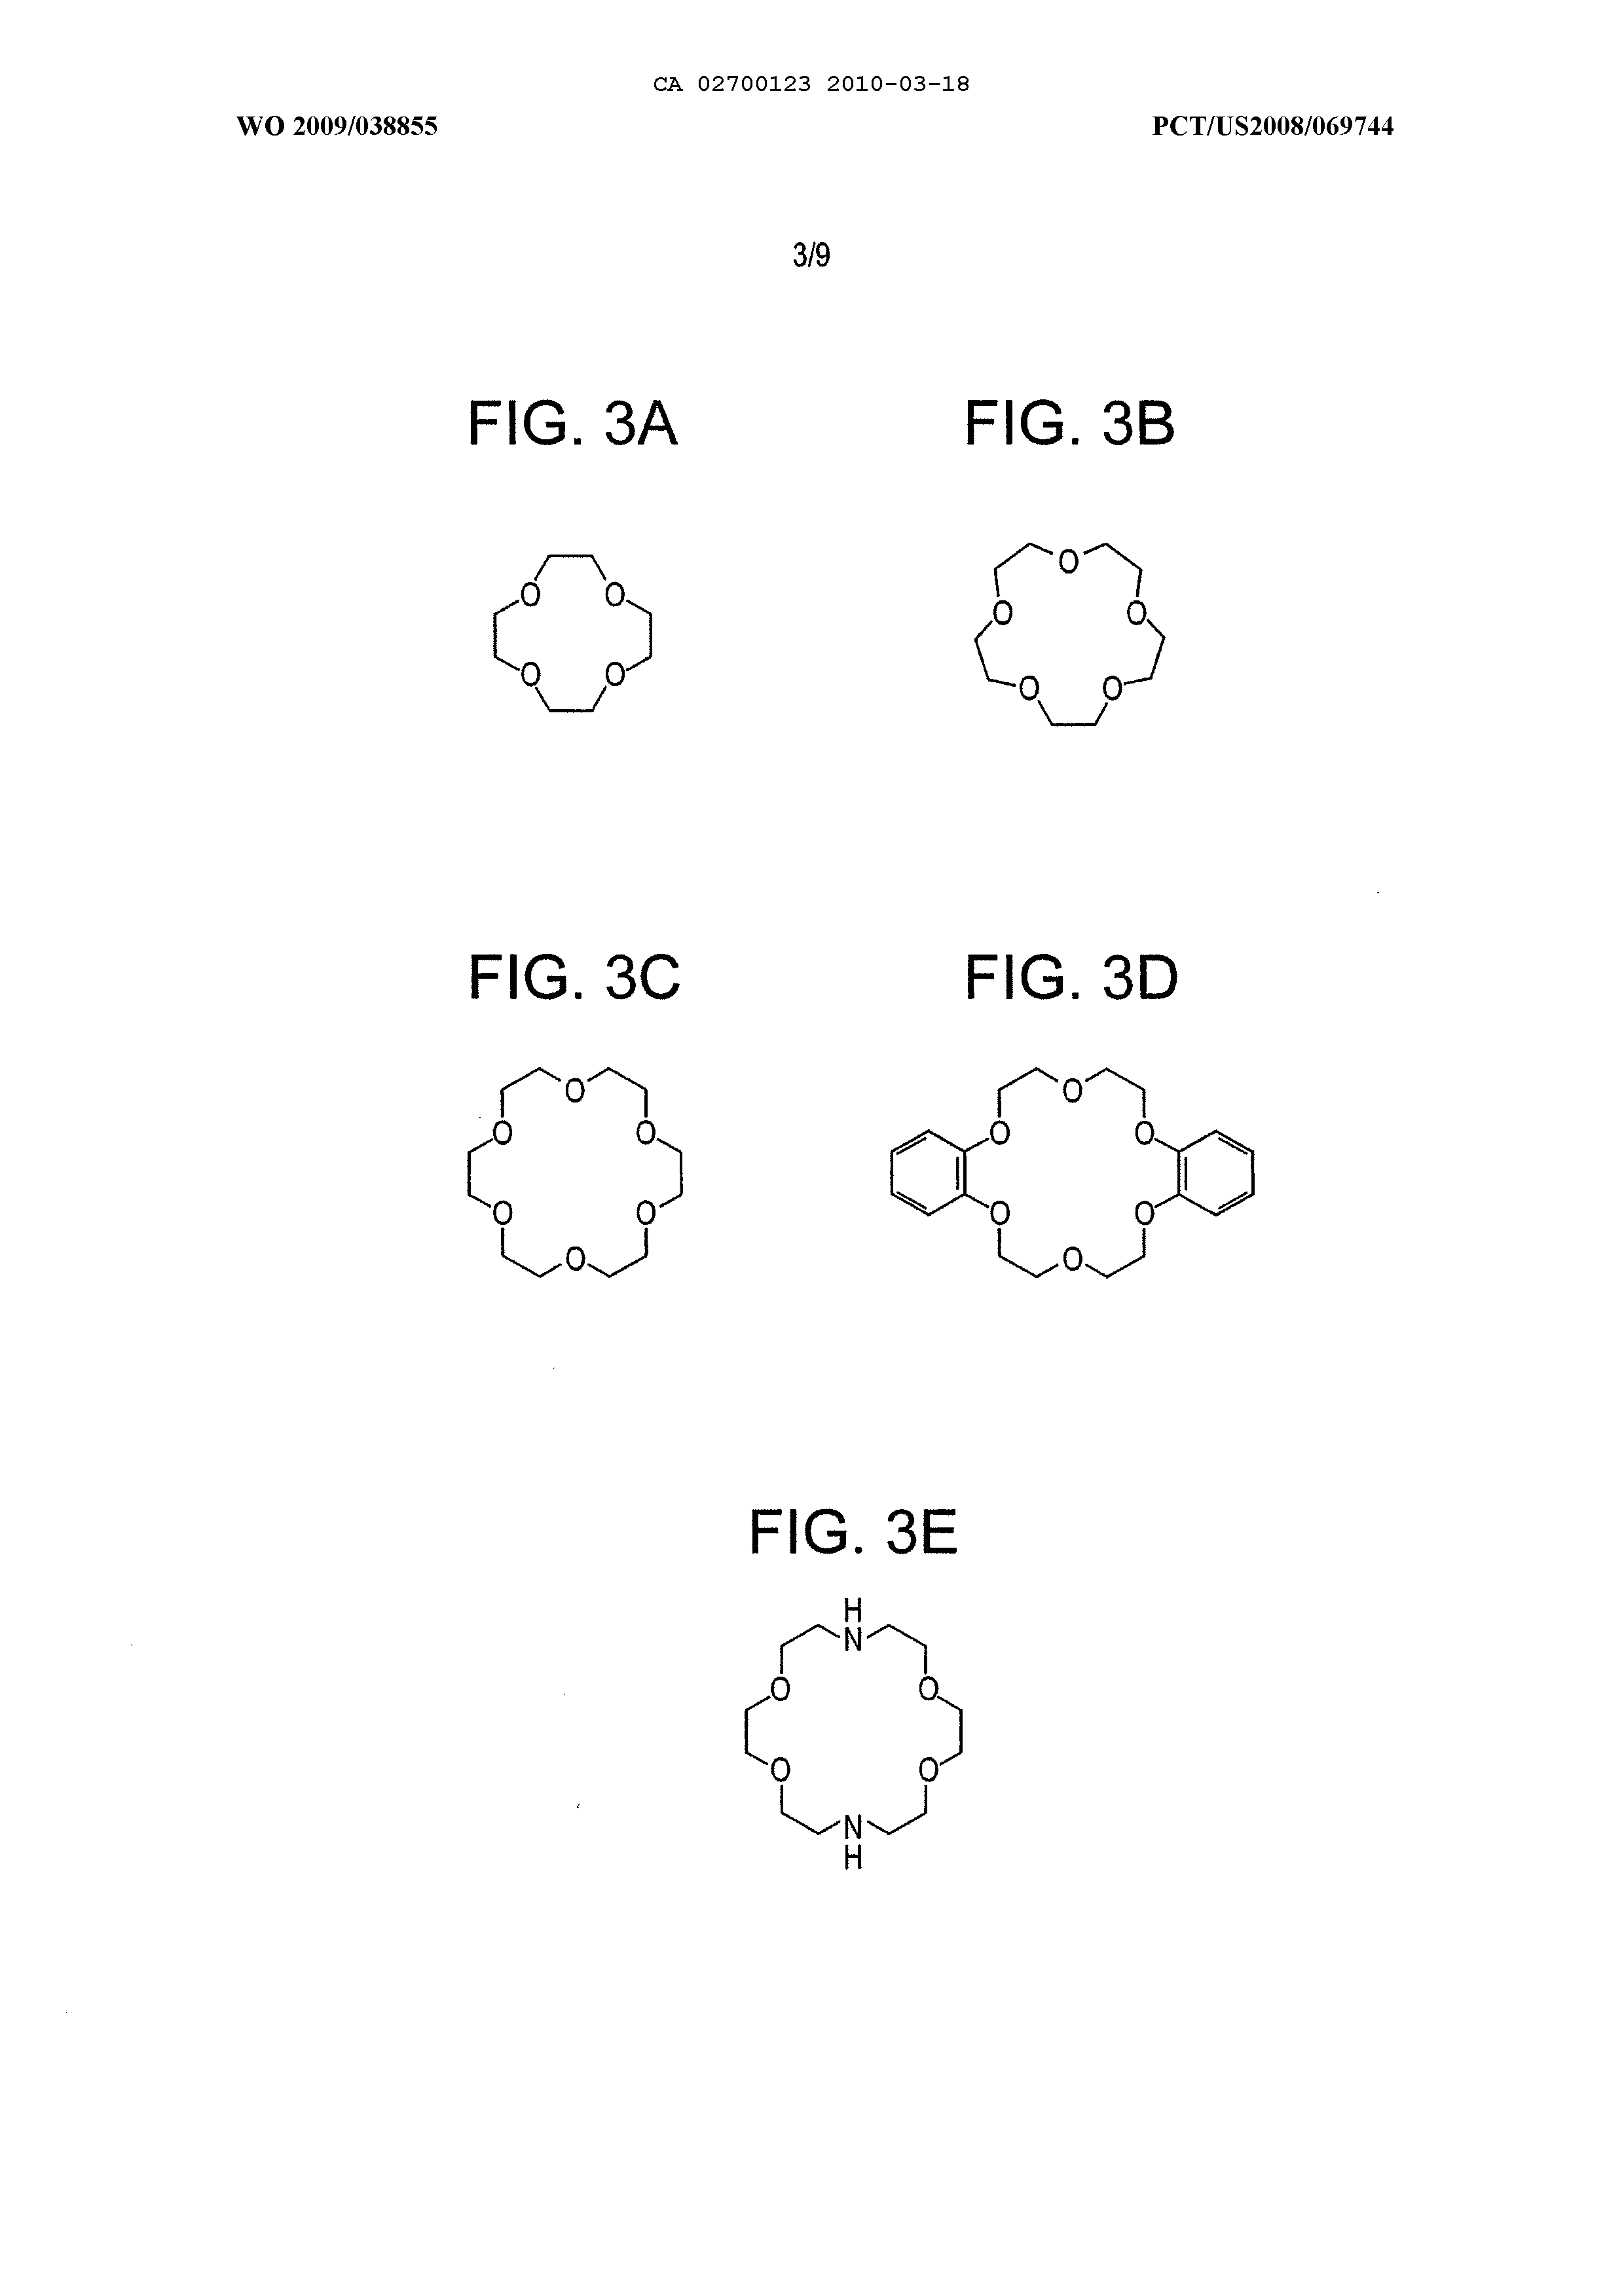 CA 02700123 2010-03-18
WO 2009/038855 PCT/US2008/069744
3/9
FIG. 3A FIG. 3B
O O
O O
O
O O
O O
FIG. 3C FIG. 3D
O O
O O O O
O O O O
O O
FIG. 3E
H
N
O O
O O
N
H